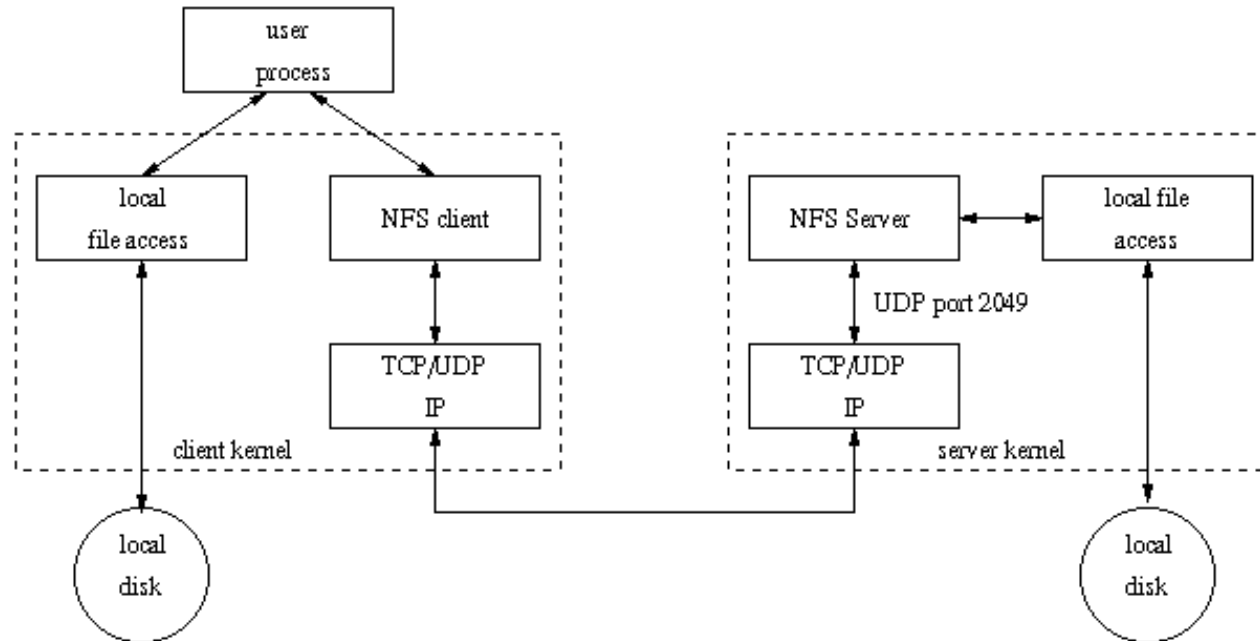 user
process
local
file access
NFS client
NFS Server
local file
access
UDP port 2049
TCP/UDP
IP
TCP/UDP
IP
client kernel
server kernel
local
disk
local
disk